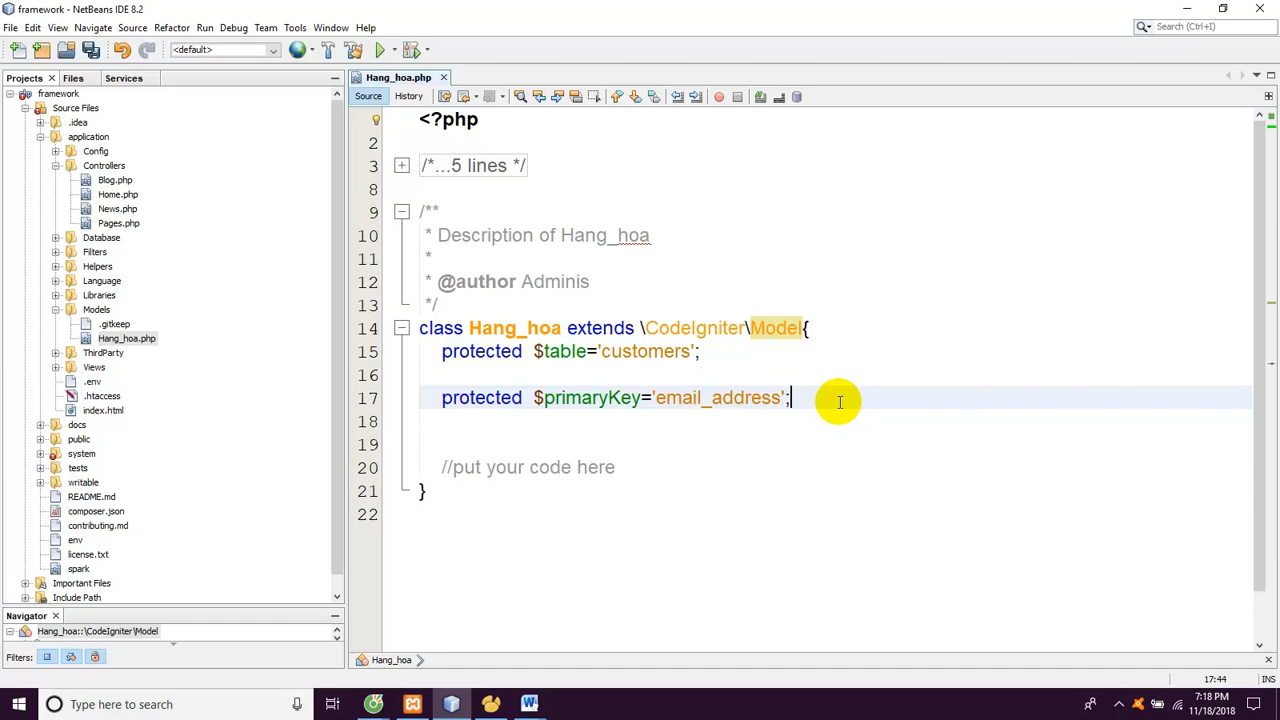 framework - NetBeans IDE 8.2
File Edit View Navigate Source Refactor Run Debug Team Tools Window Help
Search (Ctrl+I)
<default>
Projects Files Services
Hang_hoa.php
framework
Source Files
.idea
application
Config
Controllers
Blog.php
Home.php
News.php
Pages.php
Database
Filters
Helpers
Language
Libraries
Models
.gitkeep
Hang_hoa.php
ThirdParty
Views
.env
.htaccess
index.html
docs
public
system
tests
writable
README.md
composer.json
contributing.md
env
license.txt
spark
Important Files
Include Path
Navigator
Hang_hoa::\CodeIgniter\Model
Filters:
Source History
<?php
2
3 /*...5 lines */
8
9 /**
10 * Description of Hang_hoa
11 *
12 * @author Adminis
13 */
14 class Hang_hoa extends \CodeIgniter\Model{
15 protected $table='customers';
16
17 protected $primaryKey='email_address';
18
19
20 //put your code here
21 }
22
Hang_hoa
17:44 INS
Type here to search
7:18 PM
11/18/2018